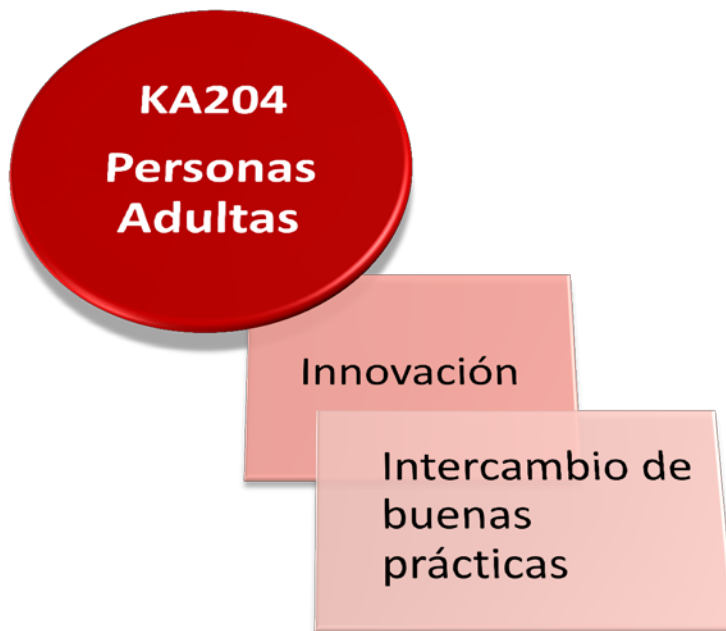 KA204
Personas
Adultas
Innovación
Intercambio de
buenas
prácticas